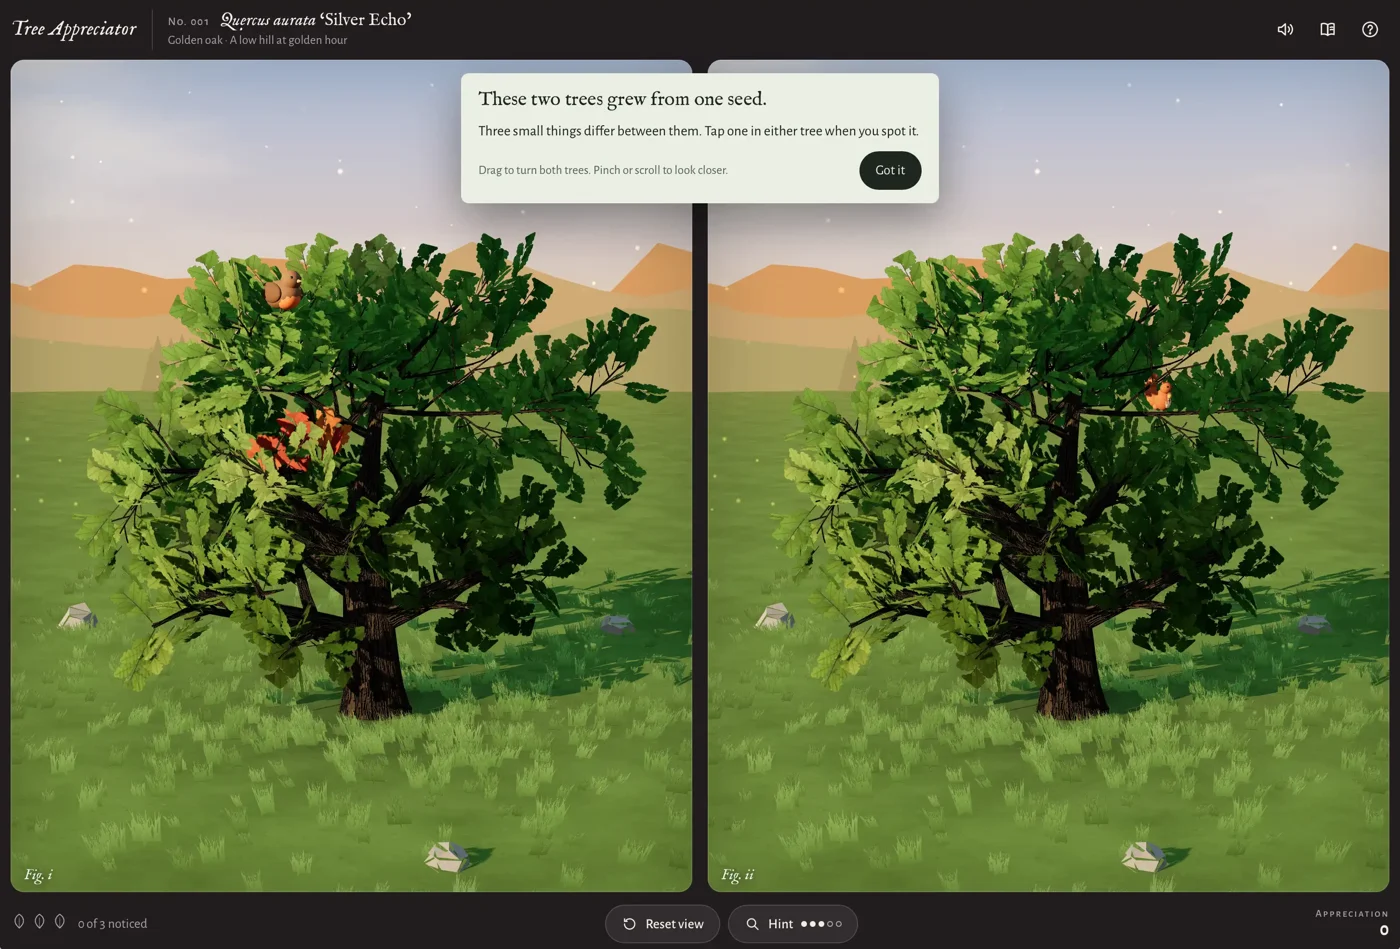 Tree Appreciator
No. 001 Quercus aurata ‘Silver Echo’
Golden oak · A low hill at golden hour
These two trees grew from one seed.
Three small things differ between them. Tap one in either tree when you spot it.
Drag to turn both trees. Pinch or scroll to look closer.
Got it
Fig. i
Fig. ii
0 of 3 noticed
Reset view
Hint
Appreciation
0